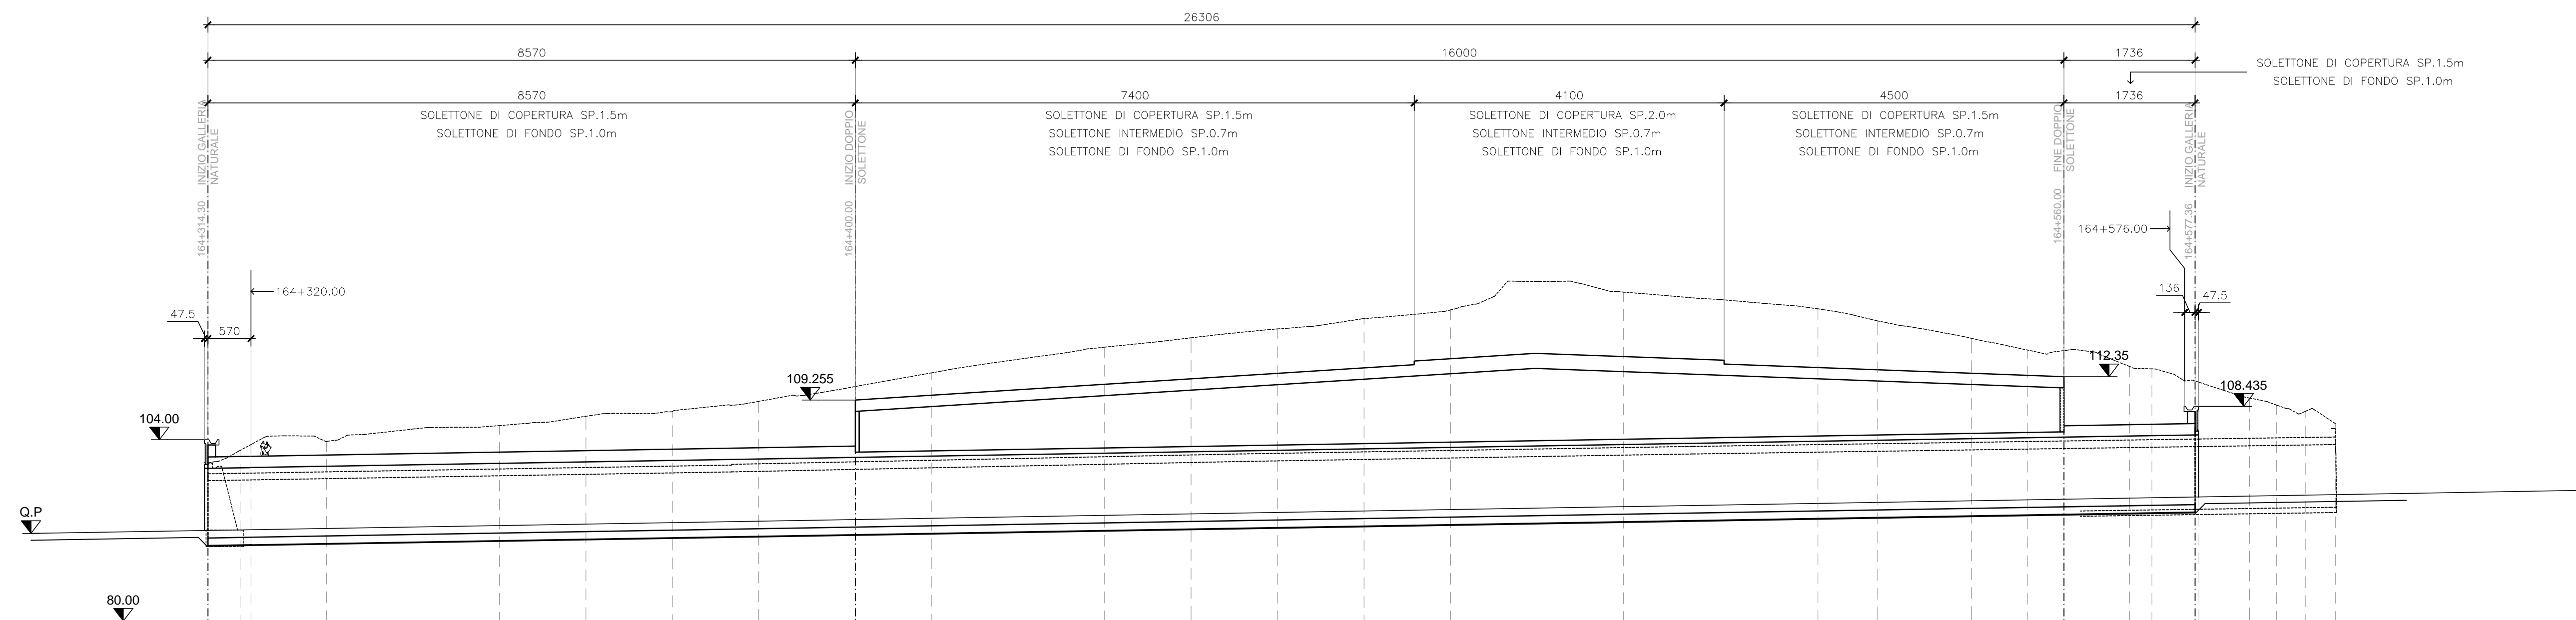 26306
8570
16000
1736
SOLETTONE DI COPERTURA SP.1.5m
SOLETTONE DI FONDO SP.1.0m
8570
7400
4100
4500
1736
SOLETTONE DI COPERTURA SP.1.5m
SOLETTONE DI FONDO SP.1.0m
SOLETTONE DI COPERTURA SP.1.5m
SOLETTONE INTERMEDIO SP.0.7m
SOLETTONE DI FONDO SP.1.0m
SOLETTONE DI COPERTURA SP.2.0m
SOLETTONE INTERMEDIO SP.0.7m
SOLETTONE DI FONDO SP.1.0m
SOLETTONE DI COPERTURA SP.1.5m
SOLETTONE INTERMEDIO SP.0.7m
SOLETTONE DI FONDO SP.1.0m
164+314.30 INIZIO GALLERIA
NATURALE
164+400.00 INIZIO DOPPIO
SOLETTONE
164+560.00 FINE DOPPIO
SOLETTONE
164+577.36 INIZIO GALLERIA
NATURALE
164+576.00
164+320.00
136
47.5
47.5
570
112.35
109.255
108.435
104.00
Q.P
80.00